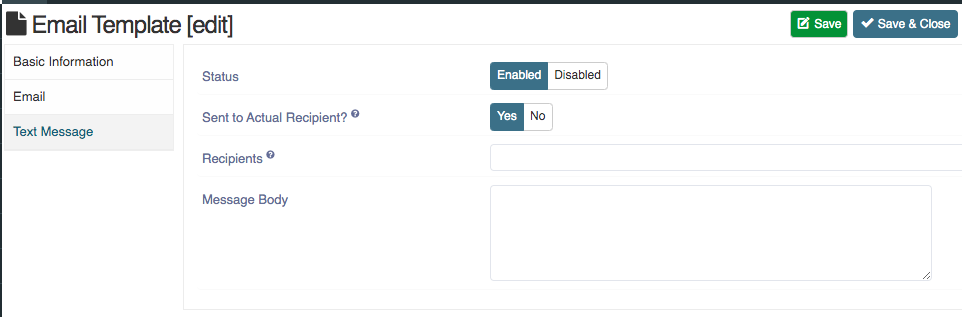 Email Template [edit]
Save
Save & Close
Basic Information
Email
Text Message
Status
Enabled
Disabled
Sent to Actual Recipient? ?
Yes
No
Recipients ?
Message Body